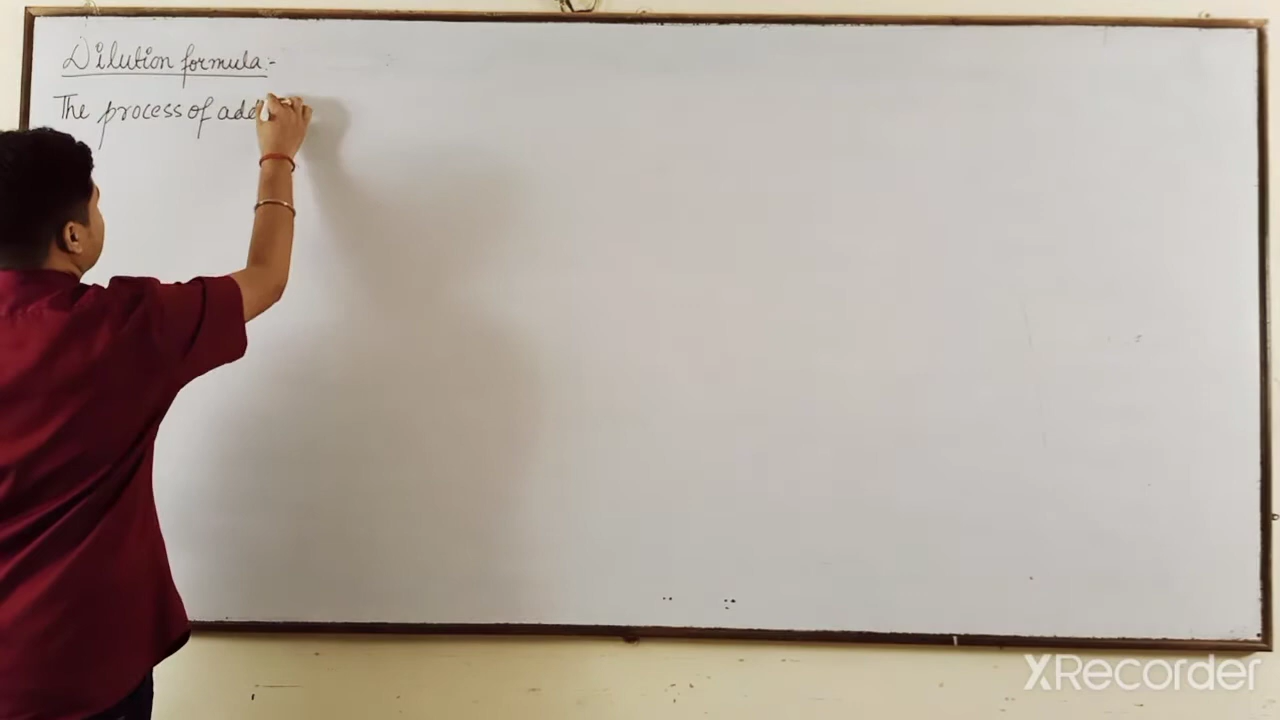 Dilution formula:-
The process of add
XRecorder